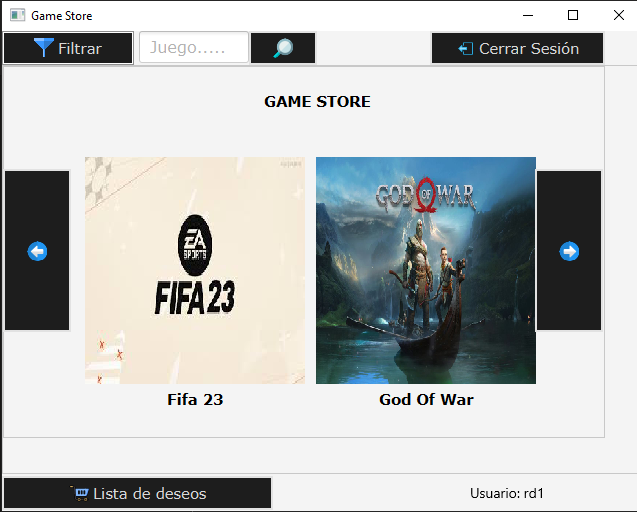 Game Store
Filtrar
Juego.....
Cerrar Sesión
GAME STORE
EA
SPORTS
FIFA 23
GOD OF WAR
Fifa 23
God Of War
Lista de deseos
Usuario: rd1